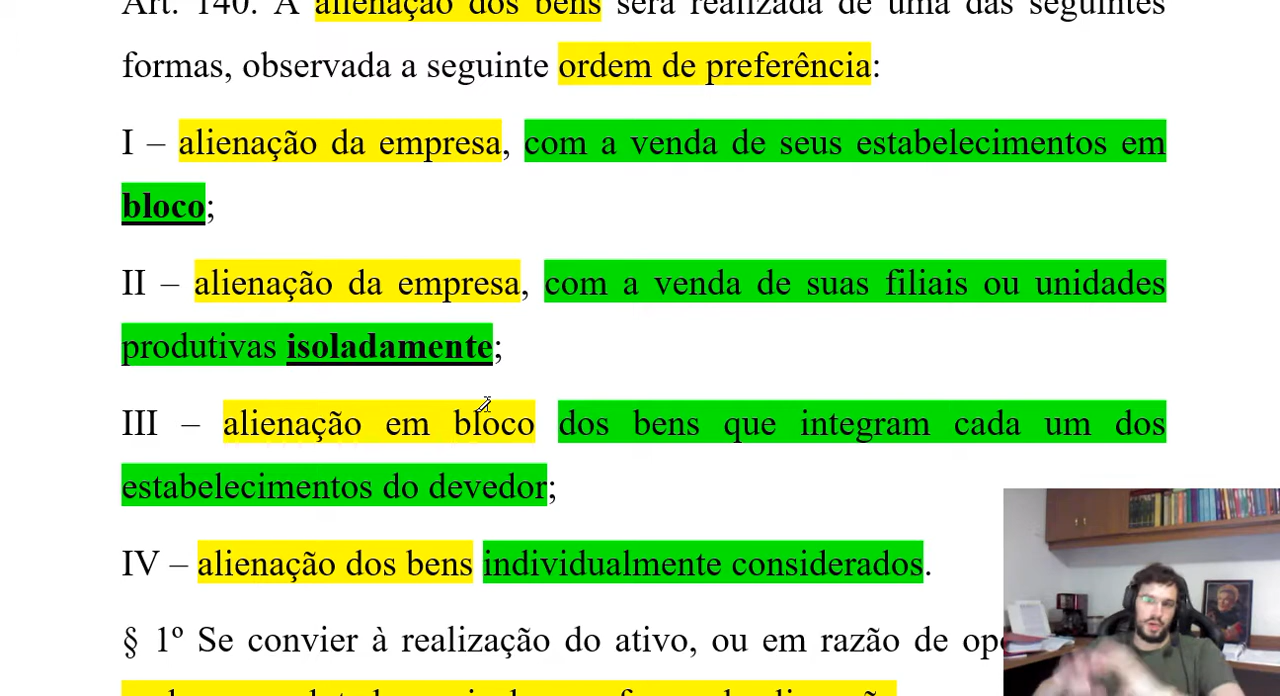 Art. 140. A alienação dos bens será realizada de uma das seguintes
formas, observada a seguinte ordem de preferência:
I – alienação da empresa, com a venda de seus estabelecimentos em
bloco;
II – alienação da empresa, com a venda de suas filiais ou unidades
produtivas isoladamente;
III – alienação em bloco dos bens que integram cada um dos
estabelecimentos do devedor;
IV – alienação dos bens individualmente considerados.
§ 1º Se convier à realização do ativo, ou em razão de